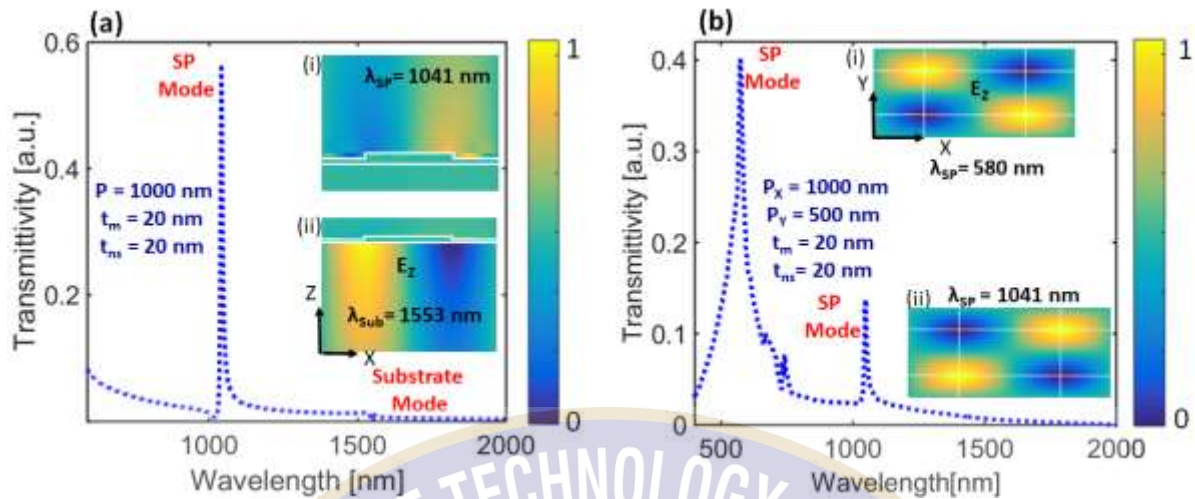 (a)
0.6
0.4
0.2
Transmittivity [a.u.]
SP
Mode
P = 1000 nm
tm = 20 nm
tns = 20 nm
(i)
λSP= 1041 nm
(ii)
EZ
Z
λSub= 1553 nm
X
Substrate
Mode
1000
1500
2000
Wavelength [nm]
1
0
(b)
0.4
0.3
0.2
0.1
0
Transmittivity [a.u.]
SP
Mode
(i)
Y
EZ
X
λSP= 580 nm
PX = 1000 nm
PY = 500 nm
tm = 20 nm
tns = 20 nm
SP
Mode
(ii)
λSP = 1041 nm
500
1000
1500
2000
Wavelength[nm]
1
0
TECHNOLOGY